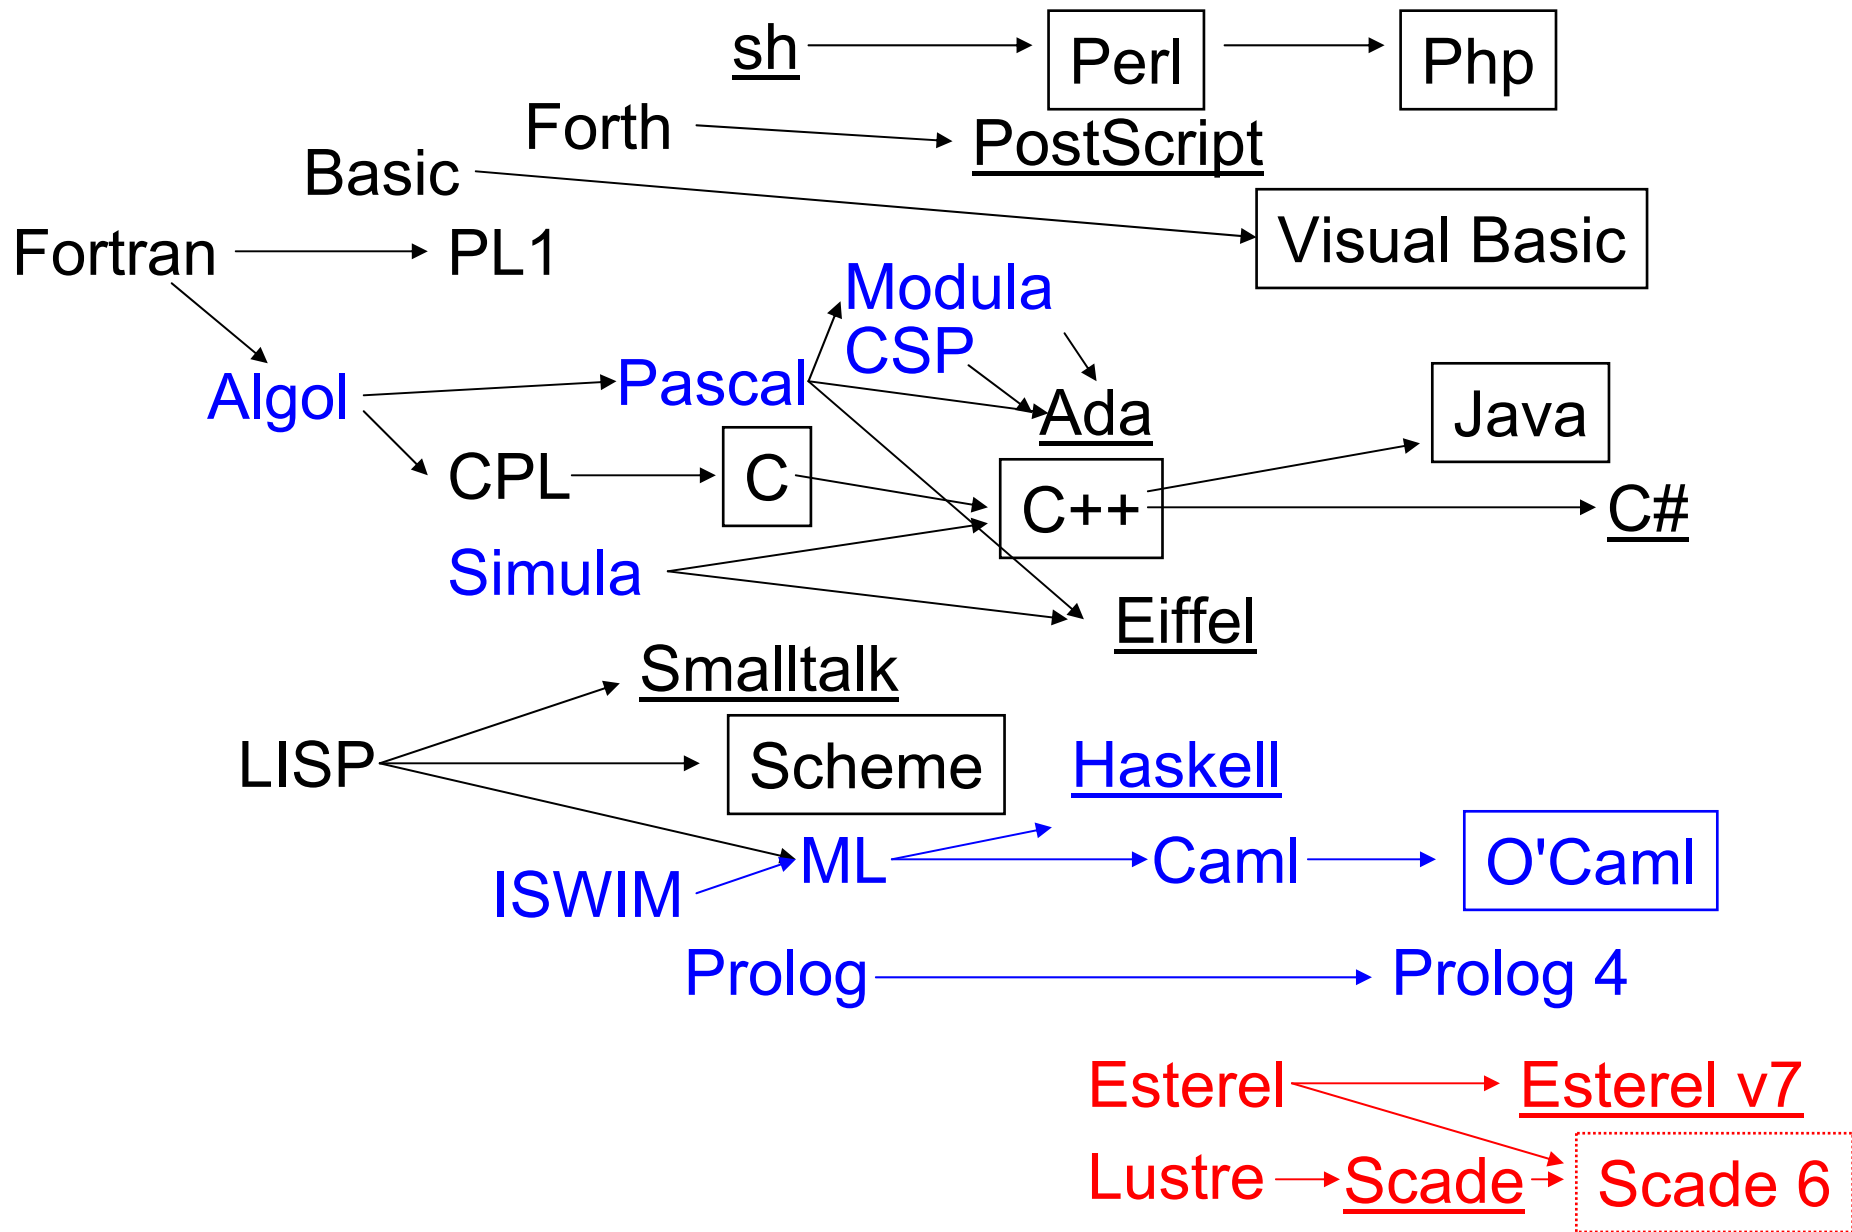 sh
Perl
Php
Forth
PostScript
Basic
Visual Basic
Fortran
PL1
Modula
CSP
Algol
Pascal
Ada
Java
CPL
C
C++
C#
Simula
Eiffel
Smalltalk
LISP
Scheme
Haskell
ML
Caml
O'Caml
ISWIM
Prolog
Prolog 4
Esterel
Esterel v7
Lustre
Scade
Scade 6